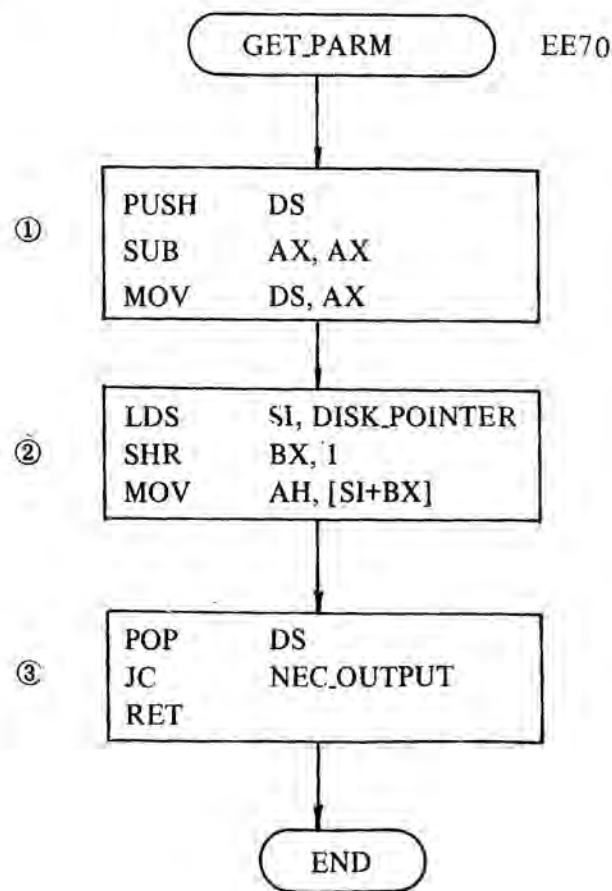 GET_PARM EE70
①
PUSH DS
SUB AX, AX
MOV DS, AX
②
LDS SI, DISK_POINTER
SHR BX, 1
MOV AH, [SI+BX]
③
POP DS
JC NEC_OUTPUT
RET
END